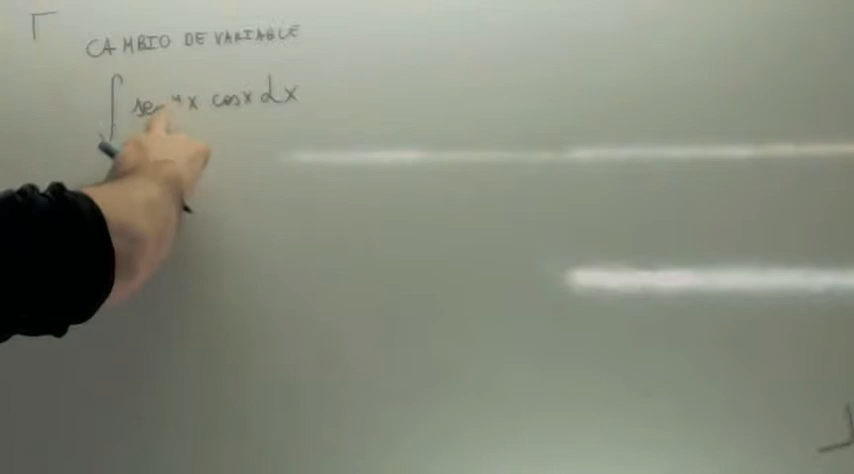 CAMBIO DE VARIABLE
∫ sen⁴x cosx dx